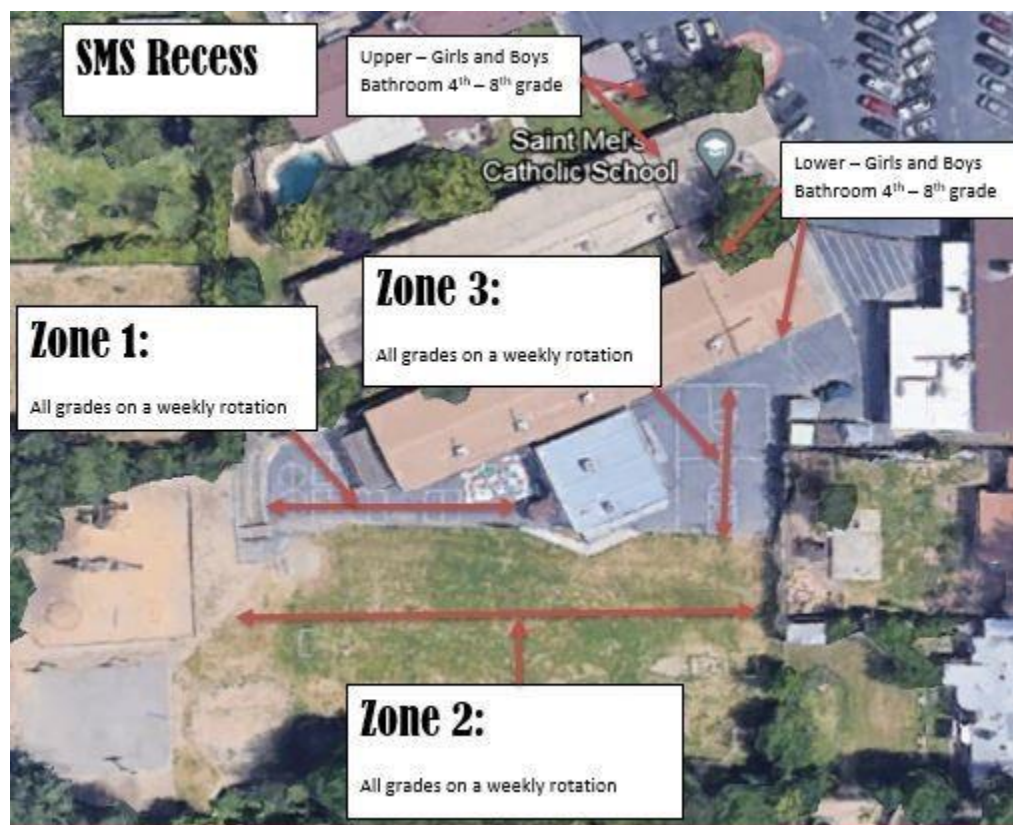 SMS Recess
Upper – Girls and Boys
Bathroom 4th – 8th grade
Saint Mel's
Catholic School
Lower – Girls and Boys
Bathroom 4th – 8th grade
Zone 3:
All grades on a weekly rotation
Zone 1:
All grades on a weekly rotation
Zone 2:
All grades on a weekly rotation